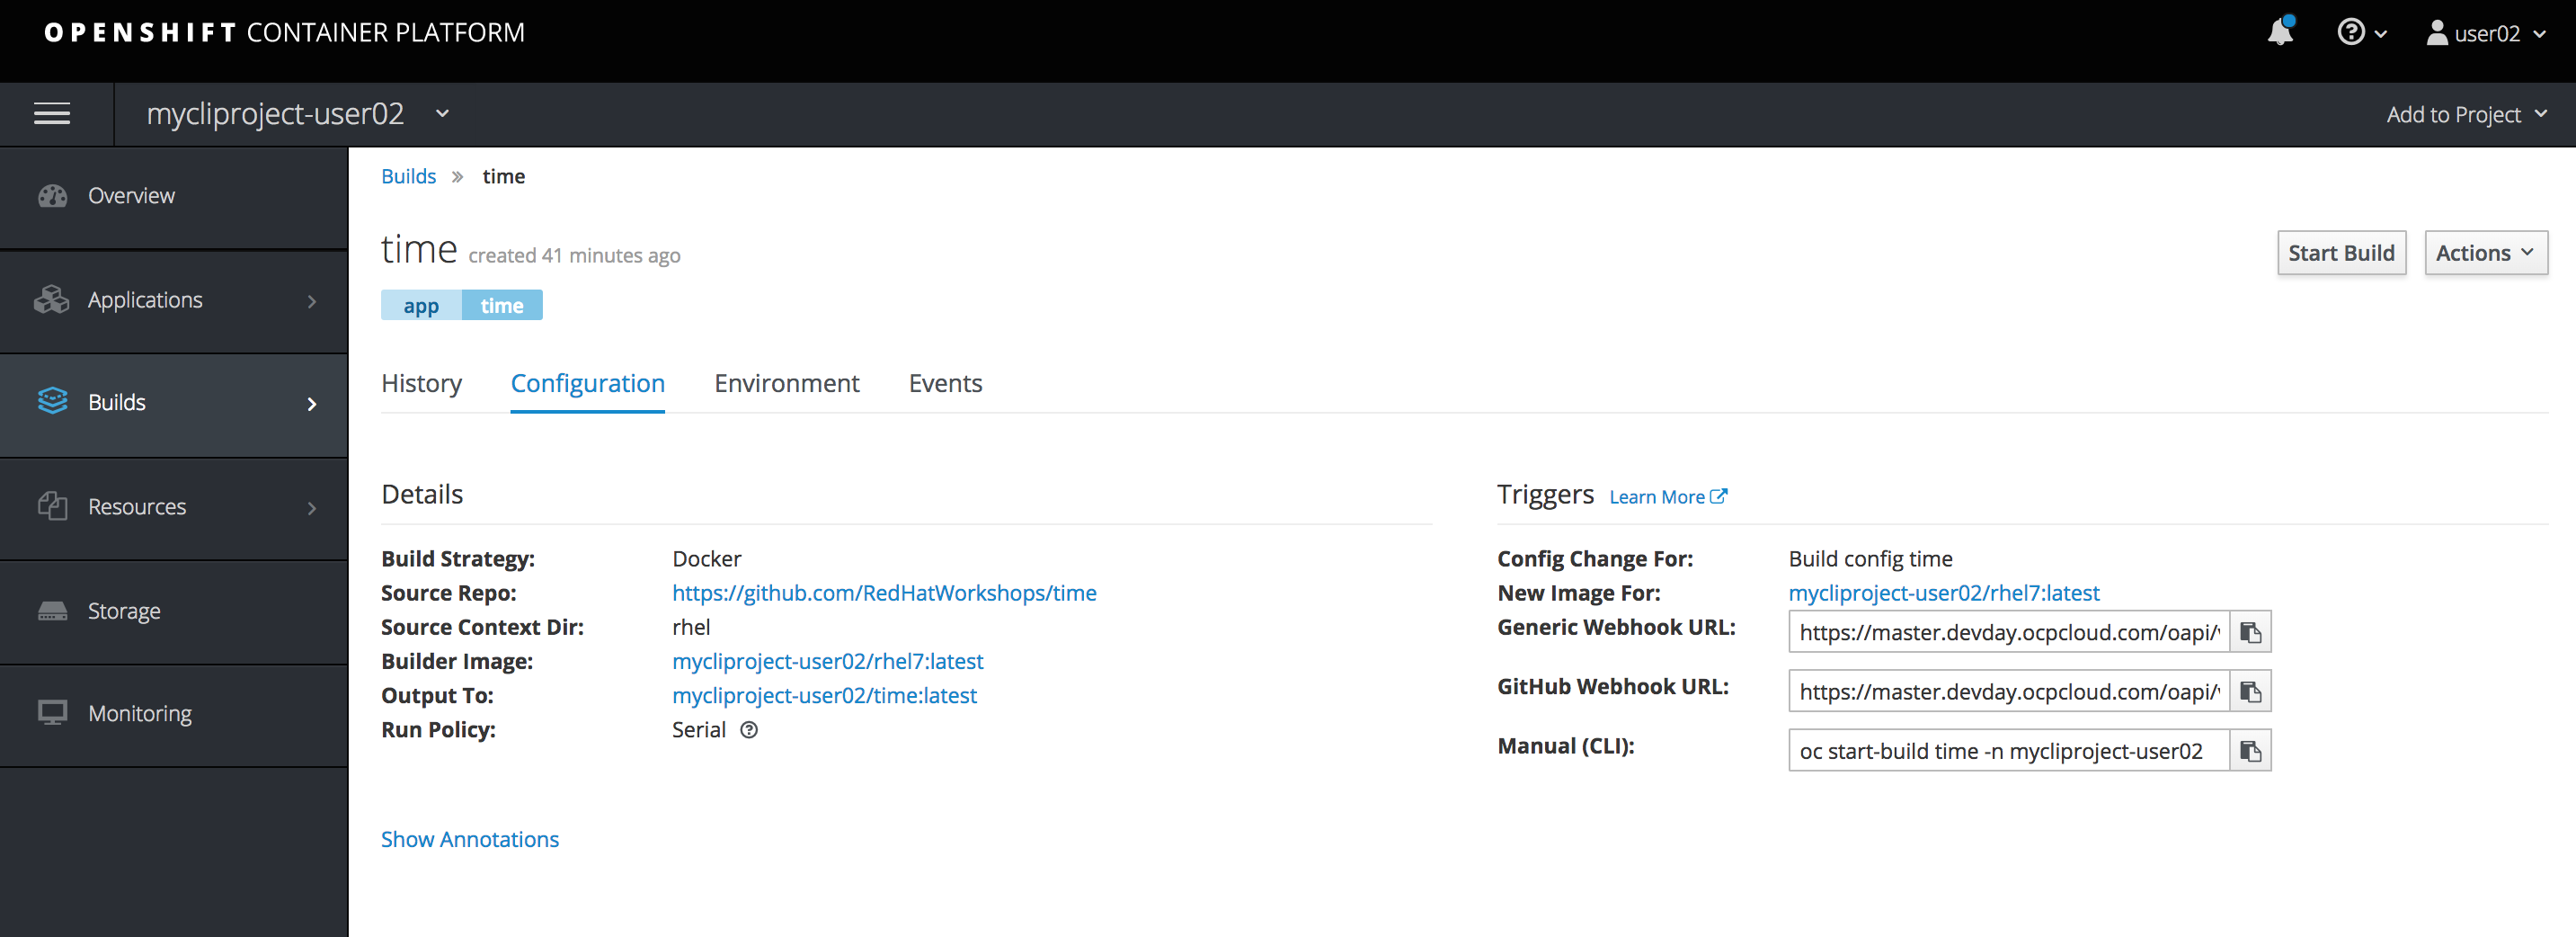 OPENSHIFT CONTAINER PLATFORM
user02
mycliproject-user02
Add to Project
Overview
Applications
Builds
Resources
Storage
Monitoring
Builds » time
time created 41 minutes ago
Start Build
Actions
app time
History Configuration Environment Events
Details
Build Strategy: Docker
Source Repo: https://github.com/RedHatWorkshops/time
Source Context Dir: rhel
Builder Image: mycliproject-user02/rhel7:latest
Output To: mycliproject-user02/time:latest
Run Policy: Serial
Show Annotations
Triggers Learn More
Config Change For: Build config time
New Image For: mycliproject-user02/rhel7:latest
Generic Webhook URL: https://master.devday.ocpcloud.com/oapi/
GitHub Webhook URL: https://master.devday.ocpcloud.com/oapi/
Manual (CLI): oc start-build time -n mycliproject-user02